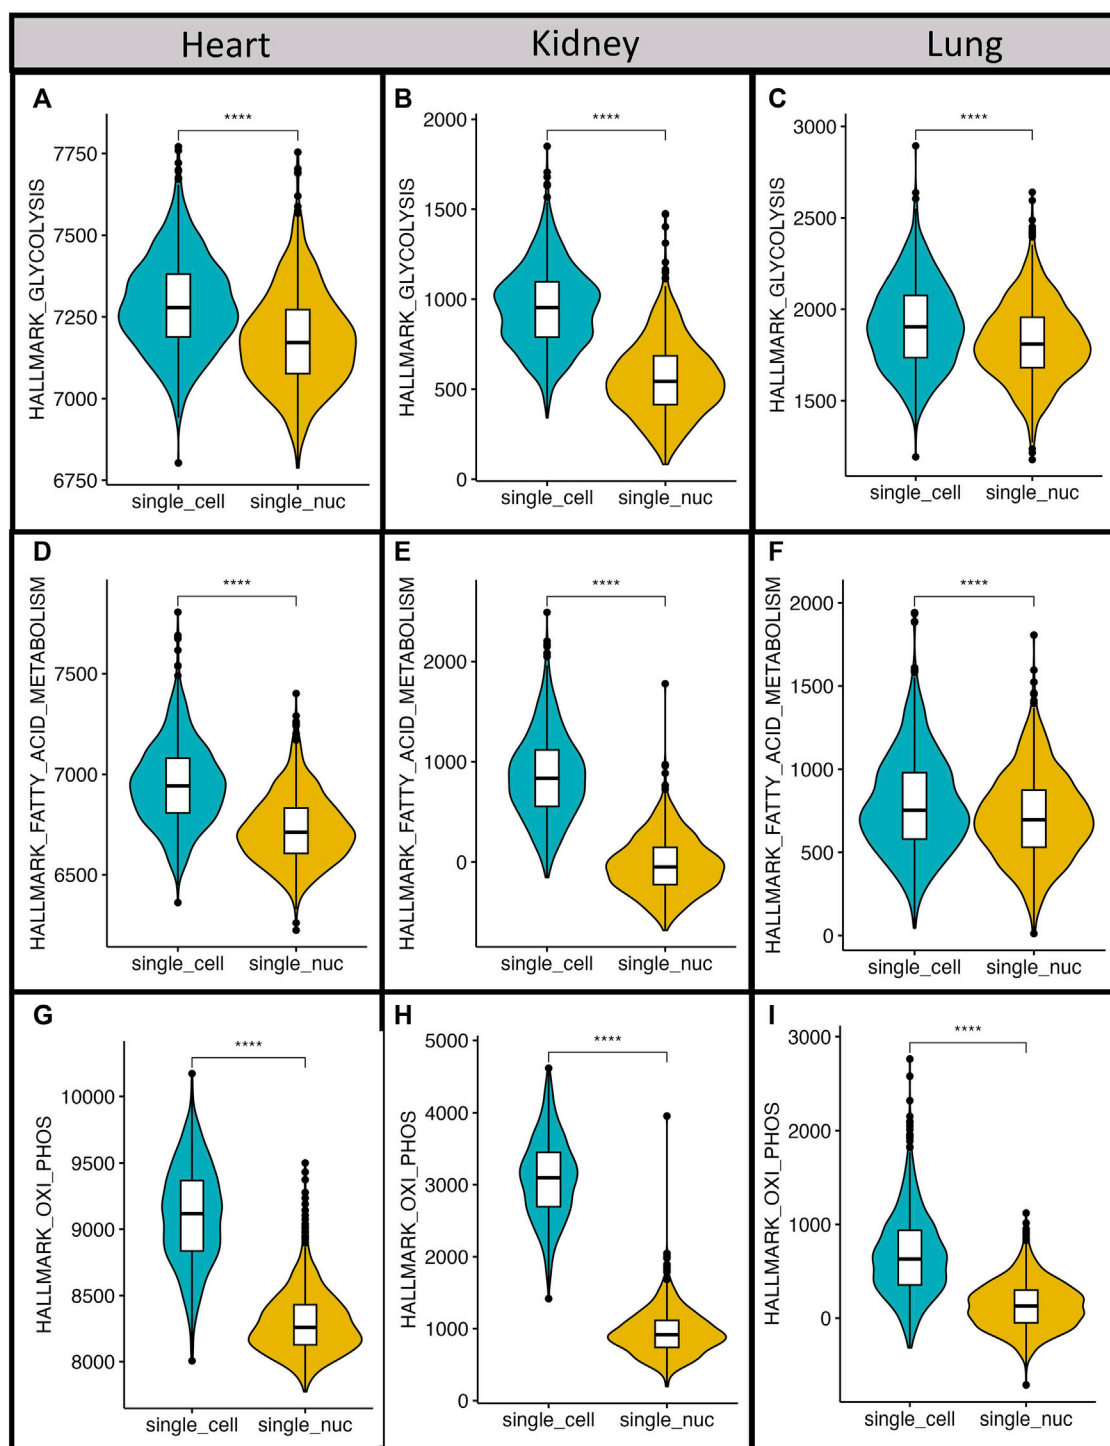 Heart Kidney Lung
A
****
HALLMARK_GLYCOLYSIS
7750
7500
7250
7000
6750
single_cell single_nuc
B
****
HALLMARK_GLYCOLYSIS
2000
1500
1000
500
0
single_cell single_nuc
C
****
HALLMARK_GLYCOLYSIS
3000
2500
2000
1500
single_cell single_nuc
D
****
HALLMARK_FATTY_ACID_METABOLISM
7500
7000
6500
single_cell single_nuc
E
****
HALLMARK_FATTY_ACID_METABOLISM
2000
1000
0
single_cell single_nuc
F
****
HALLMARK_FATTY_ACID_METABOLISM
2000
1500
1000
500
0
single_cell single_nuc
G
****
HALLMARK_OXI_PHOS
10000
9500
9000
8500
8000
single_cell single_nuc
H
****
HALLMARK_OXI_PHOS
5000
4000
3000
2000
1000
0
single_cell single_nuc
I
****
HALLMARK_OXI_PHOS
3000
2000
1000
0
single_cell single_nuc